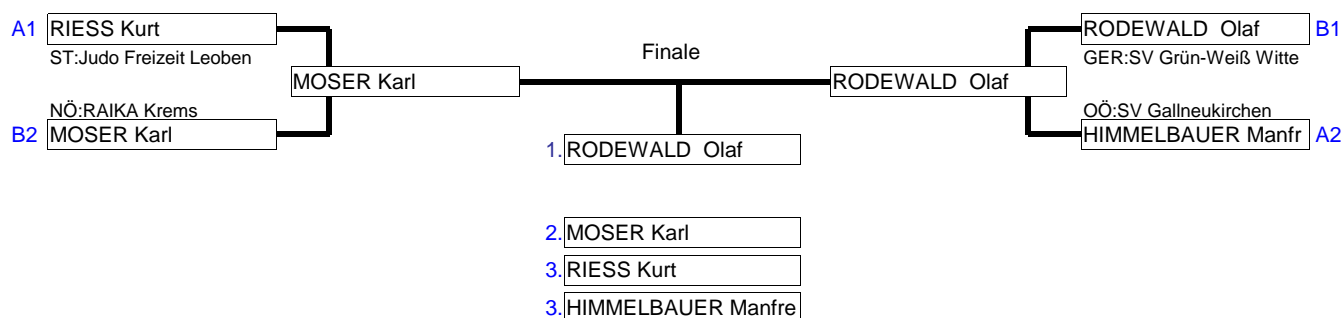 A1 RIESS Kurt
ST:Judo Freizeit Leoben
MOSER Karl
NÖ:RAIKA Krems
B2 MOSER Karl
Finale
RODEWALD Olaf B1
GER:SV Grün-Weiß Witte
RODEWALD Olaf
OÖ:SV Gallneukirchen
HIMMELBAUER Manfr A2
1. RODEWALD Olaf
2. MOSER Karl
3. RIESS Kurt
3. HIMMELBAUER Manfre